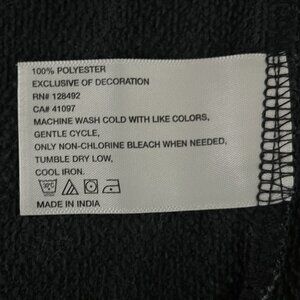 100% POLYESTER
EXCLUSIVE OF DECORATION
RN# 128492
CA# 41097
MACHINE WASH COLD WITH LIKE COLORS,
GENTLE CYCLE,
ONLY NON-CHLORINE BLEACH WHEN NEEDED,
TUMBLE DRY LOW,
COOL IRON.
MADE IN INDIA